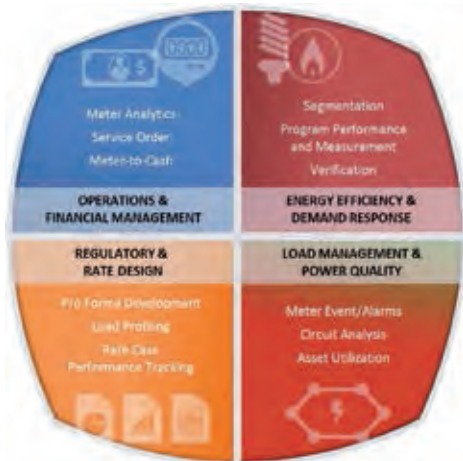 $
0000
Meter Analytics
Service Order
Meter-to-Cash
OPERATIONS &
FINANCIAL MANAGEMENT
Segmentation
Program Performance
and Measurement
Verification
ENERGY EFFICIENCY &
DEMAND RESPONSE
REGULATORY &
RATE DESIGN
Pro Forma Development
Load Profiling
Rate Case
Performance Tracking
LOAD MANAGEMENT &
POWER QUALITY
Meter Event/Alarms
Circuit Analysis
Asset Utilization